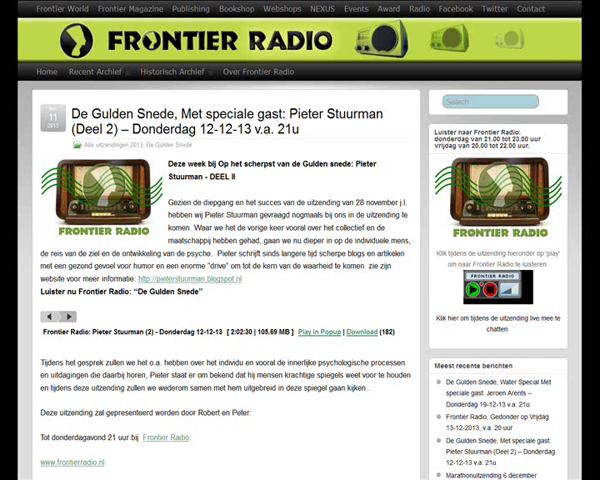 Frontier World Frontier Magazine Publishing Bookshop Webshops NEXUS Events Award Radio Facebook Twitter Contact
FRONTIER RADIO
Home Recent Archief Historisch Archief Over Frontier Radio
11
2013
De Gulden Snede, Met speciale gast: Pieter Stuurman
(Deel 2) – Donderdag 12-12-13 v.a. 21u
Alle uitzendingen 2013, De Gulden Snede
FRONTIER RADIO
Deze week bij Op het scherpst van de Gulden snede: Pieter
Stuurman - DEEL II
Gezien de diepgang en het succes van de uitzending van 28 november j.l.
hebben wij Pieter Stuurman gevraagd nogmaals bij ons in de uitzending te
komen. Waar we het de vorige keer vooral over het collectief en de
maatschappij hebben gehad, gaan we nu dieper in op de individuele mens,
de reis van de ziel en de ontwikkeling van de psyche. Pieter schrijft sinds langere tijd scherpe blogs en artikelen
met een gezond gevoel voor humor en een enorme "drive" om tot de kern van de waarheid te komen. zie zijn
website voor meer informatie: http://pieterstuurman.blogspot.nl
Luister nu Frontier Radio: “De Gulden Snede”
Frontier Radio: Pieter Stuurman (2) - Donderdag 12-12-13 [ 2:02:30 | 105.69 MB ] Play in Popup | Download (182)
Tijdens het gesprek zullen we het o.a. hebben over het individu en vooral de innerlijke psychologische processen
en uitdagingen die daarbij horen, Pieter staat er om bekend dat hij mensen krachtige spiegels weet voor te houden
en tijdens deze uitzending zullen we wederom samen met hem uitgebreid in deze spiegel gaan kijken..
Deze uitzending zal gepresenteerd worden door Robert en Peter.
Tot donderdagavond 21 uur bij Frontier Radio.
www.frontierradio.nl
Search
Luister naar Frontier Radio:
donderdag van 21.00 tot 23.00 uur
vrijdag van 20.00 tot 22.00 uur.
FRONTIER RADIO
Klik tijdens de uitzending hieronder op 'play'
om naar Frontier Radio te luisteren.
FRONTIER RADIO
Klik hier om tijdens de uitzending live mee te
chatten.
Meest recente berichten
De Gulden Snede, Water Special Met
speciale gast: Jeroen Arents –
Donderdag 19-12-13 v.a. 21u
Frontier Radio, Gedonder op Vrijdag
13-12-2013, v.a. 20 uur
De Gulden Snede, Met speciale gast:
Pieter Stuurman (Deel 2) – Donderdag
12-12-13 v.a. 21u
Marathonuitzending 6 december